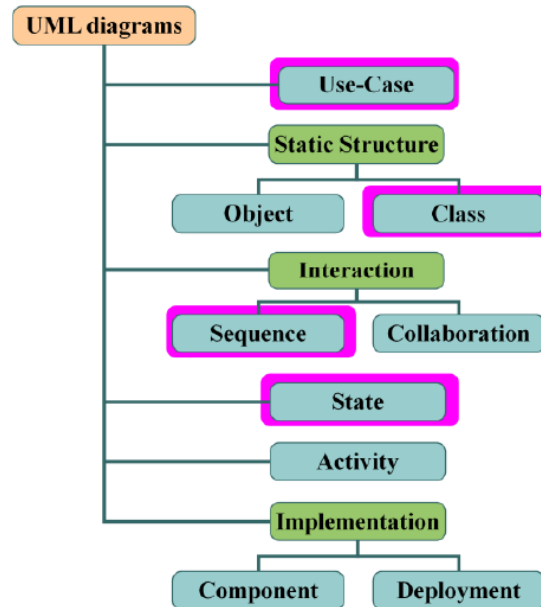 UML diagrams
Use-Case
Static Structure
Object
Class
Interaction
Sequence
Collaboration
State
Activity
Implementation
Component
Deployment